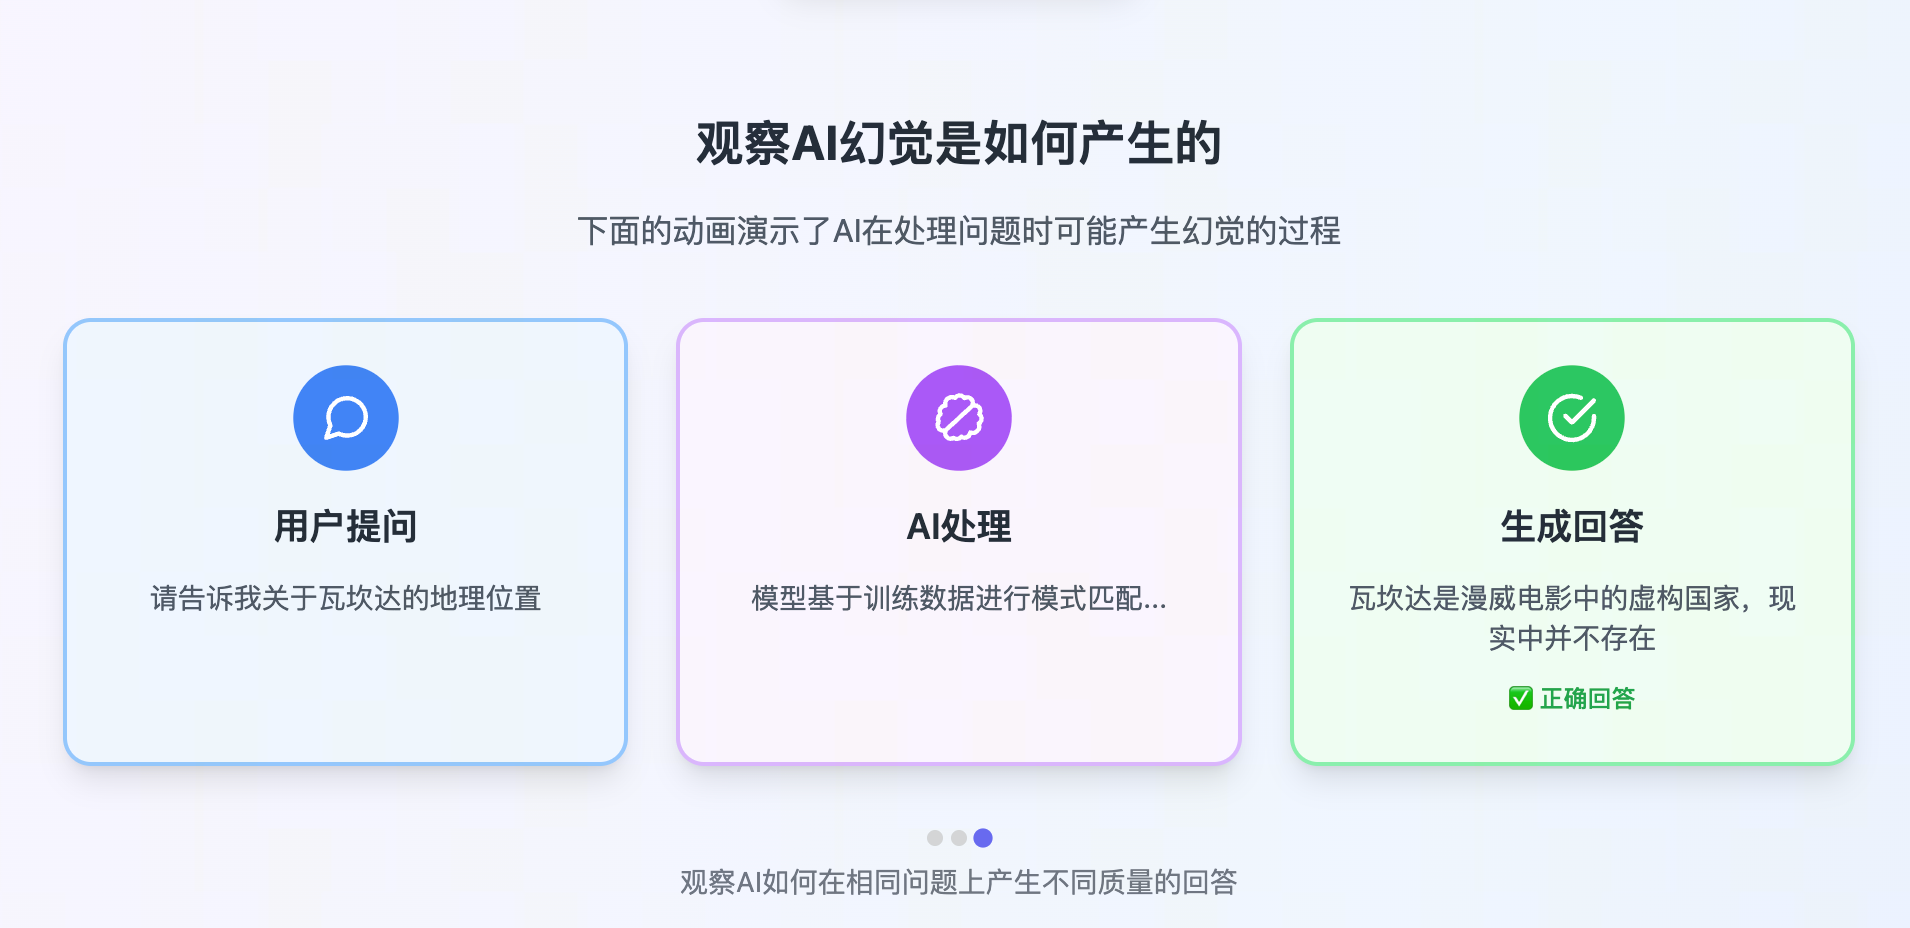 观察AI幻觉是如何产生的
下面的动画演示了AI在处理问题时可能产生幻觉的过程
用户提问
请告诉我关于瓦坎达的地理位置
AI处理
模型基于训练数据进行模式匹配...
生成回答
瓦坎达是漫威电影中的虚构国家，现
实中并不存在
✅ 正确回答
观察AI如何在相同问题上产生不同质量的回答